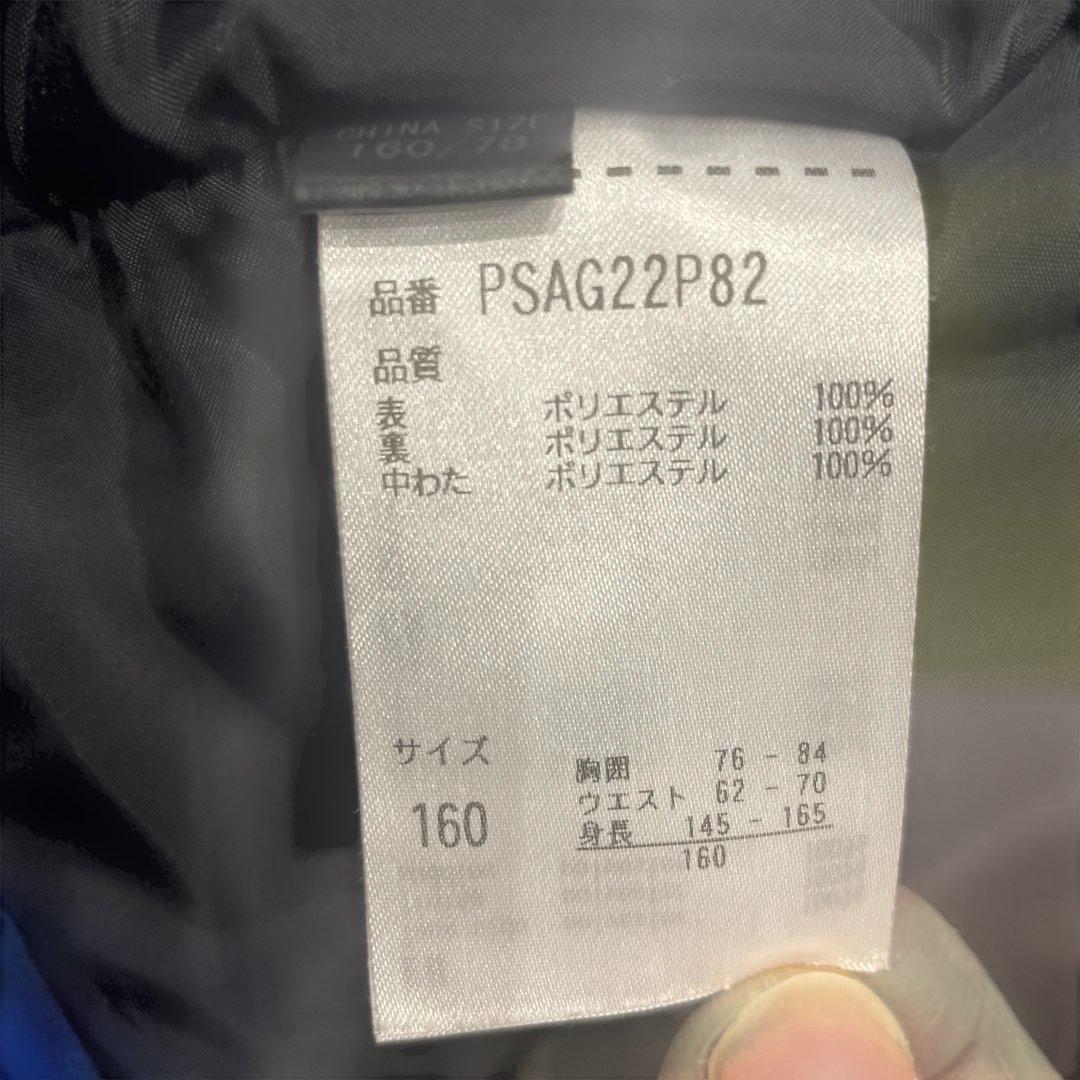 CHINA SIZE
160/78
品番 PSAG22P82
品質
表 ポリエステル 100%
裏 ポリエステル 100%
中わた ポリエステル 100%
サイズ
160
胸囲 76 - 84
ウエスト 62 - 70
身長 145 - 165
160